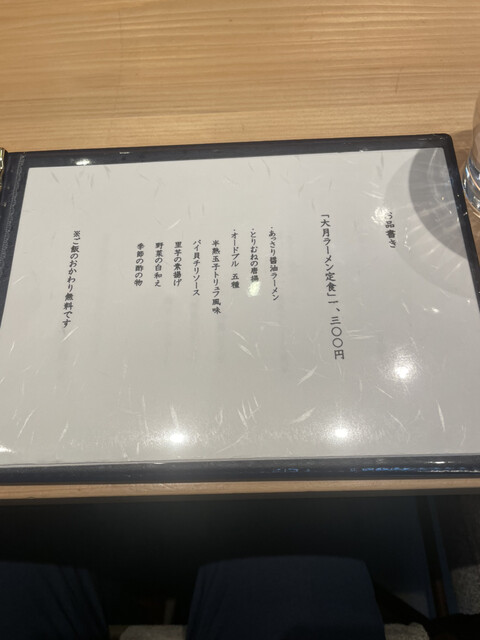 お品書き
「大月ラーメン定食」一、三〇〇円
・あっさり醤油ラーメン
・とりむねの唐揚
・オードブル 五種
半熟玉子トリュフ風味
バイ貝チリソース
里芋の素揚げ
野菜の白和え
季節の酢の物
※ご飯のおかわり無料です